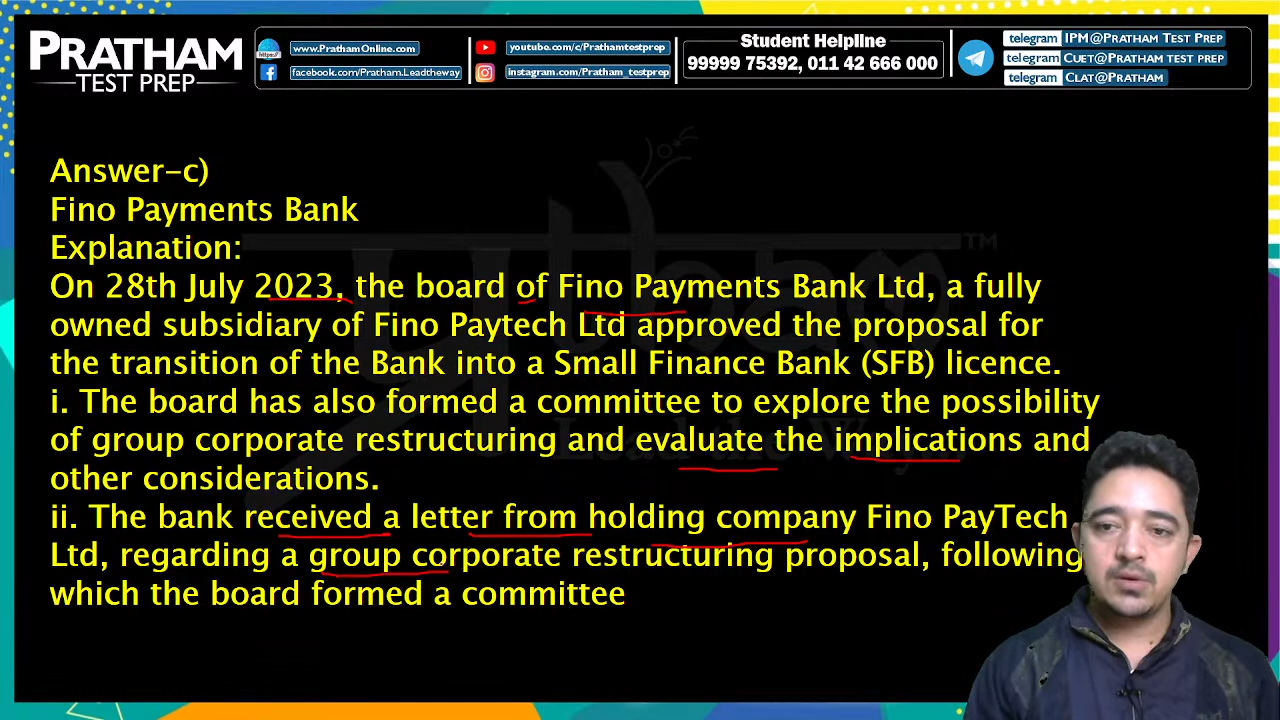 PRATHAM
TEST PREP
https://
www.PrathamOnline.com
facebook.com/Pratham.Leadtheway
youtube.com/c/Prathamtestprep
instagram.com/Pratham_testprep
Student Helpline
99999 75392, 011 42 666 000
telegram IPM@PRATHAM TEST PREP
telegram CUET@PRATHAM TEST PREP
telegram CLAT@PRATHAM
Answer-c)
Fino Payments Bank
Explanation:
On 28th July 2023, the board of Fino Payments Bank Ltd, a fully
owned subsidiary of Fino Paytech Ltd approved the proposal for
the transition of the Bank into a Small Finance Bank (SFB) licence.
i. The board has also formed a committee to explore the possibility
of group corporate restructuring and evaluate the implications and
other considerations.
ii. The bank received a letter from holding company Fino PayTech
Ltd, regarding a group corporate restructuring proposal, following
which the board formed a committee
TM